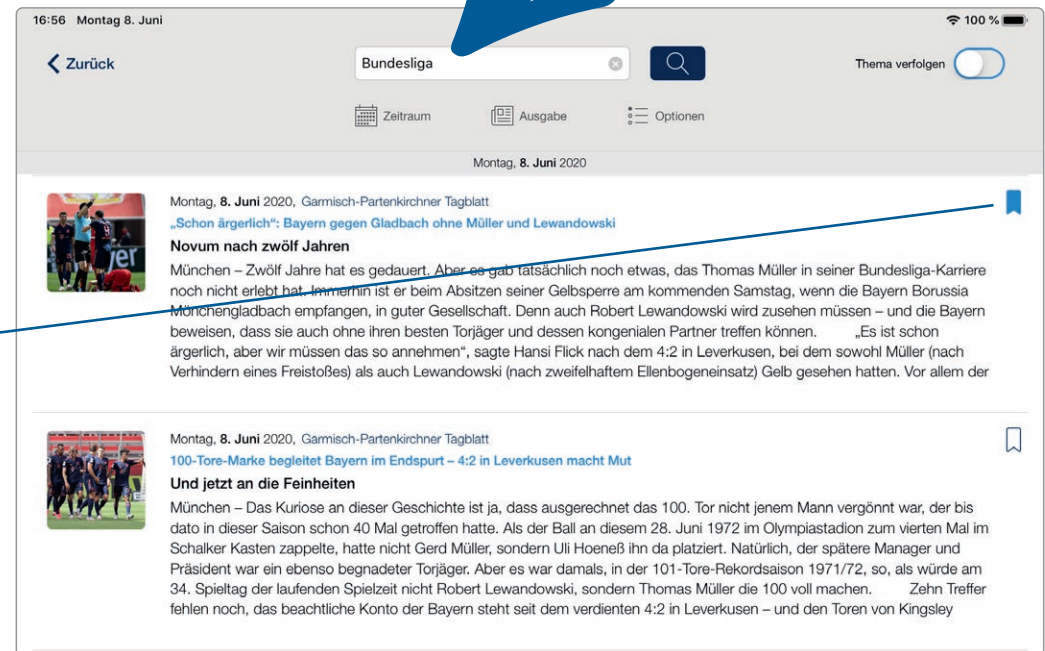 16:56 Montag 8. Juni
100 %
Zurück
Bundesliga
Thema verfolgen
Zeitraum
Ausgabe
Optionen
Montag, 8. Juni 2020
Montag, 8. Juni 2020, Garmisch-Partenkirchner Tagblatt
„Schon ärgerlich“: Bayern gegen Gladbach ohne Müller und Lewandowski
Novum nach zwölf Jahren
München – Zwölf Jahre hat es gedauert. Aber es gab tatsächlich noch etwas, das Thomas Müller in seiner Bundesliga-Karriere
noch nicht erlebt hat. Immerhin ist er beim Absitzen seiner Gelbsperre am kommenden Samstag, wenn die Bayern Borussia
Mönchengladbach empfangen, in guter Gesellschaft. Denn auch Robert Lewandowski wird zusehen müssen – und die Bayern
beweisen, dass sie auch ohne ihren besten Torjäger und dessen kongenialen Partner treffen können. „Es ist schon
ärgerlich, aber wir müssen das so annehmen“, sagte Hansi Flick nach dem 4:2 in Leverkusen, bei dem sowohl Müller (nach
Verhindern eines Freistoßes) als auch Lewandowski (nach zweifelhaftem Ellenbogeneinsatz) Gelb gesehen hatten. Vor allem der
Montag, 8. Juni 2020, Garmisch-Partenkirchner Tagblatt
100-Tore-Marke begleitet Bayern im Endspurt – 4:2 in Leverkusen macht Mut
Und jetzt an die Feinheiten
München – Das Kuriose an dieser Geschichte ist ja, dass ausgerechnet das 100. Tor nicht jenem Mann vergönnt war, der bis
dato in dieser Saison schon 40 Mal getroffen hatte. Als der Ball an diesem 28. Juni 1972 im Olympiastadion zum vierten Mal im
Schalker Kasten zappelte, hatte nicht Gerd Müller, sondern Uli Hoeneß ihn da platziert. Natürlich, der spätere Manager und
Präsident war ein ebenso begnadeter Torjäger. Aber es war damals, in der 101-Tore-Rekordsaison 1971/72, so, als würde am
34. Spieltag der laufenden Spielzeit nicht Robert Lewandowski, sondern Thomas Müller die 100 voll machen. Zehn Treffer
fehlen noch, das beachtliche Konto der Bayern steht seit dem verdienten 4:2 in Leverkusen – und den Toren von Kingsley